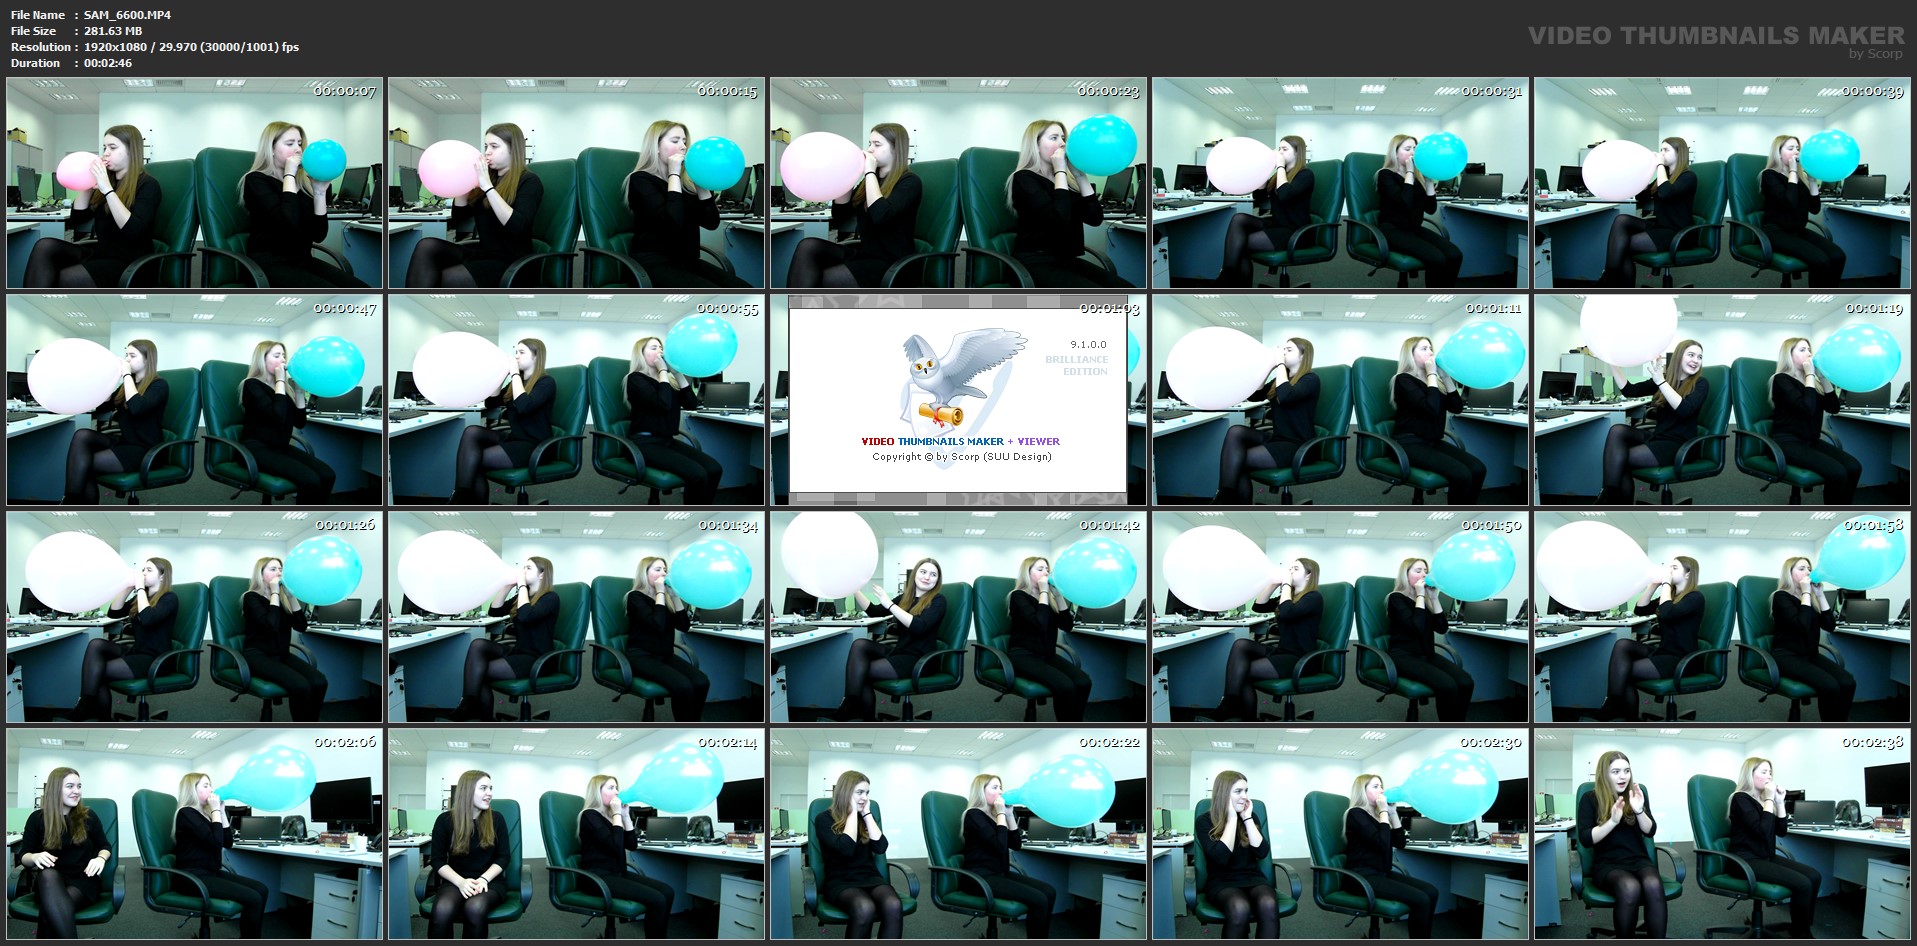 File Name : SAM_6600.MP4
File Size : 281.63 MB
Resolution : 1920x1080 / 29.970 (30000/1001) fps
Duration : 00:02:46
VIDEO THUMBNAILS MAKER
by Scorp
00:00:07
00:00:15
00:00:23
00:00:31
00:00:39
00:00:47
00:00:55
00:01:03
9.1.0.0
BRILLIANCE
EDITION
VIDEO THUMBNAILS MAKER + VIEWER
Copyright © by Scorp (SUU Design)
00:01:11
00:01:19
00:01:26
00:01:34
00:01:42
00:01:50
00:01:58
00:02:06
00:02:14
00:02:22
00:02:30
00:02:38